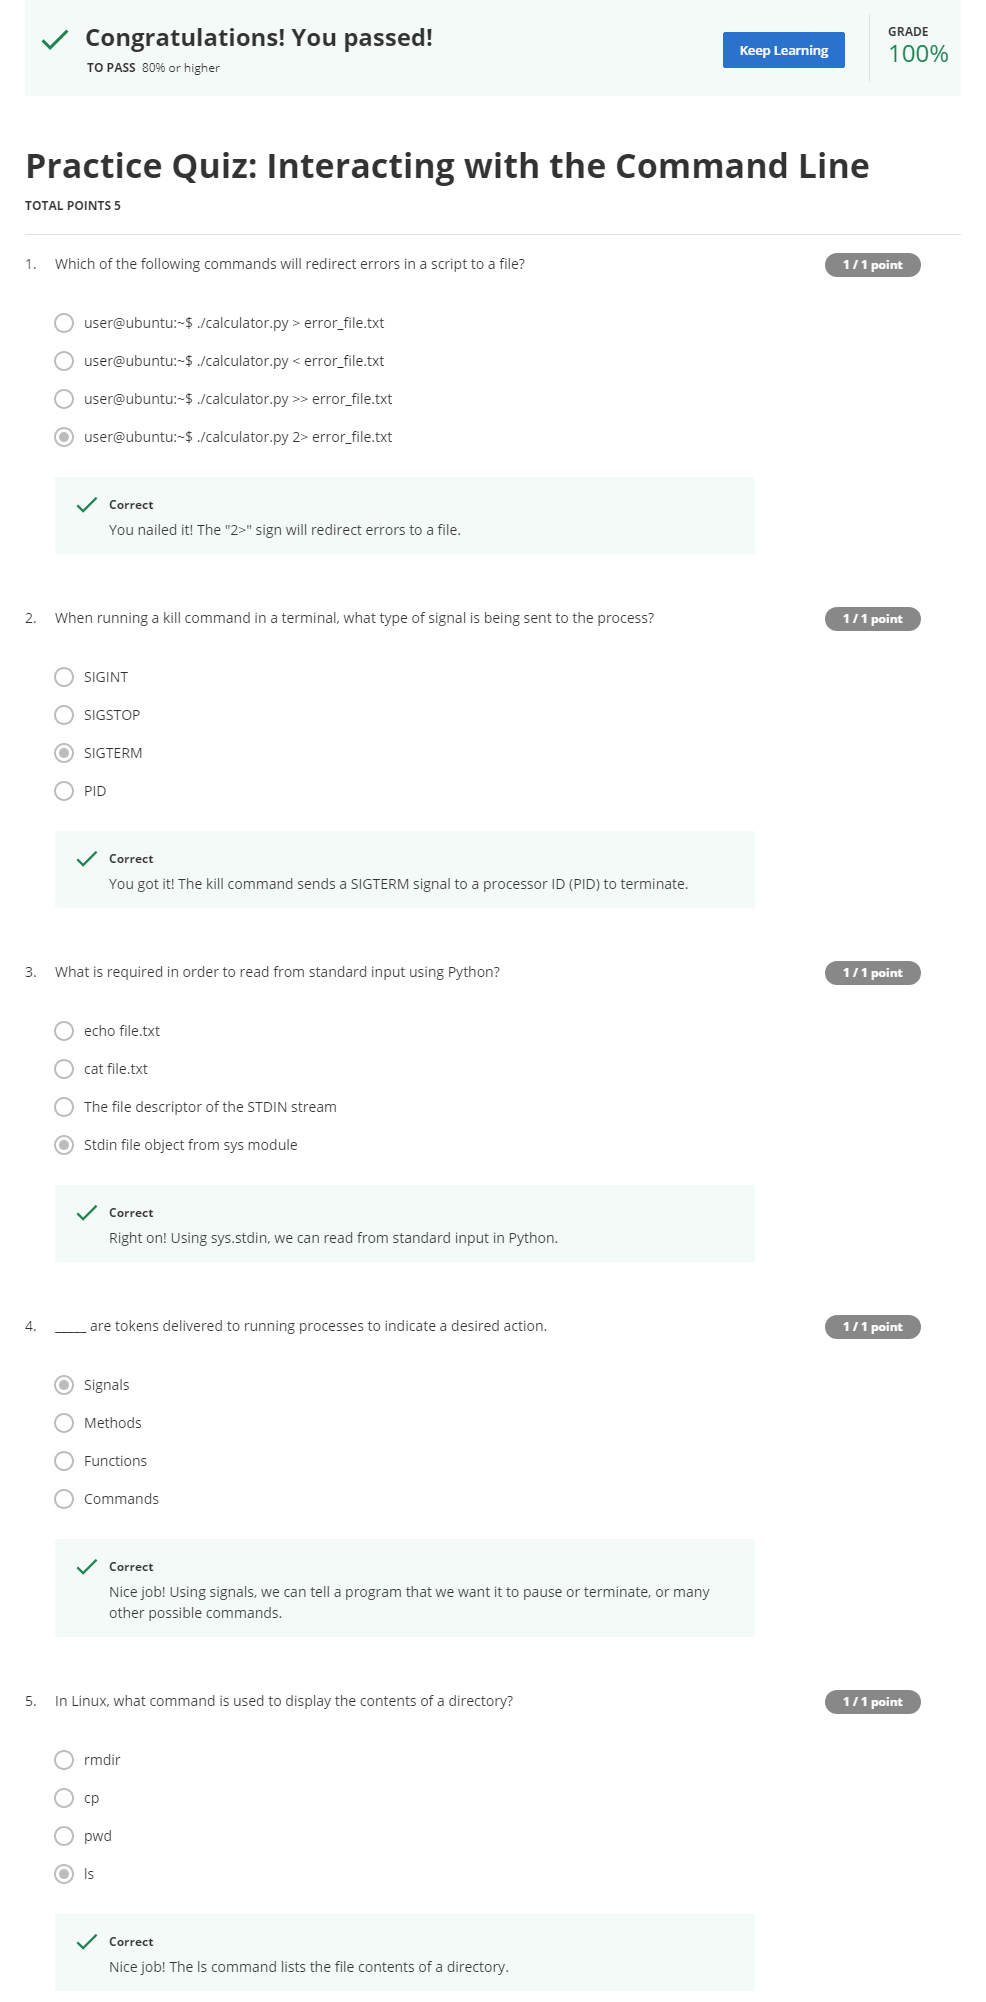 Congratulations! You passed!
TO PASS 80% or higher
Keep Learning
GRADE
100%
Practice Quiz: Interacting with the Command Line
TOTAL POINTS 5
1. Which of the following commands will redirect errors in a script to a file?
1 / 1 point
user@ubuntu:~$ ./calculator.py > error_file.txt
user@ubuntu:~$ ./calculator.py < error_file.txt
user@ubuntu:~$ ./calculator.py >> error_file.txt
user@ubuntu:~$ ./calculator.py 2> error_file.txt
Correct
You nailed it! The "2>" sign will redirect errors to a file.
2. When running a kill command in a terminal, what type of signal is being sent to the process?
1 / 1 point
SIGINT
SIGSTOP
SIGTERM
PID
Correct
You got it! The kill command sends a SIGTERM signal to a processor ID (PID) to terminate.
3. What is required in order to read from standard input using Python?
1 / 1 point
echo file.txt
cat file.txt
The file descriptor of the STDIN stream
Stdin file object from sys module
Correct
Right on! Using sys.stdin, we can read from standard input in Python.
4. _____ are tokens delivered to running processes to indicate a desired action.
1 / 1 point
Signals
Methods
Functions
Commands
Correct
Nice job! Using signals, we can tell a program that we want it to pause or terminate, or many
other possible commands.
5. In Linux, what command is used to display the contents of a directory?
1 / 1 point
rmdir
cp
pwd
ls
Correct
Nice job! The ls command lists the file contents of a directory.